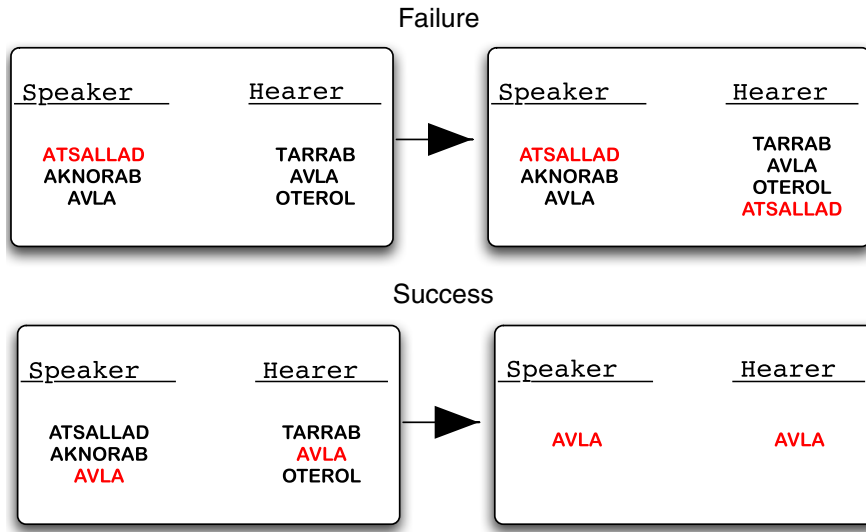 Failure
Speaker Hearer
ATSALLAD TARRAB
AKNORAB AVLA
AVLA OTEROL
Speaker Hearer
ATSALLAD TARRAB
AKNORAB AVLA
AVLA OTEROL
ATSALLAD
Success
Speaker Hearer
ATSALLAD TARRAB
AKNORAB AVLA
AVLA OTEROL
Speaker Hearer
AVLA AVLA